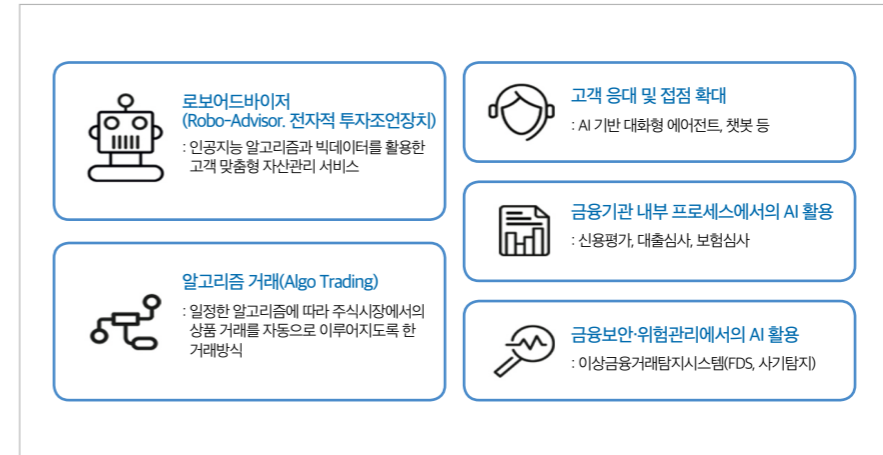 로보어드바이저
(Robo-Advisor. 전자적 투자조언장치)
: 인공지능 알고리즘과 빅데이터를 활용한
고객 맞춤형 자산관리 서비스
알고리즘 거래(Algo Trading)
: 일정한 알고리즘에 따라 주식시장에서의
상품 거래를 자동으로 이루어지도록 한
거래방식
고객 응대 및 접점 확대
: AI 기반 대화형 에어전트, 챗봇 등
금융기관 내부 프로세스에서의 AI 활용
: 신용평가, 대출심사, 보험심사
금융보안·위험관리에서의 AI 활용
: 이상금융거래탐지시스템(FDS, 사기탐지)